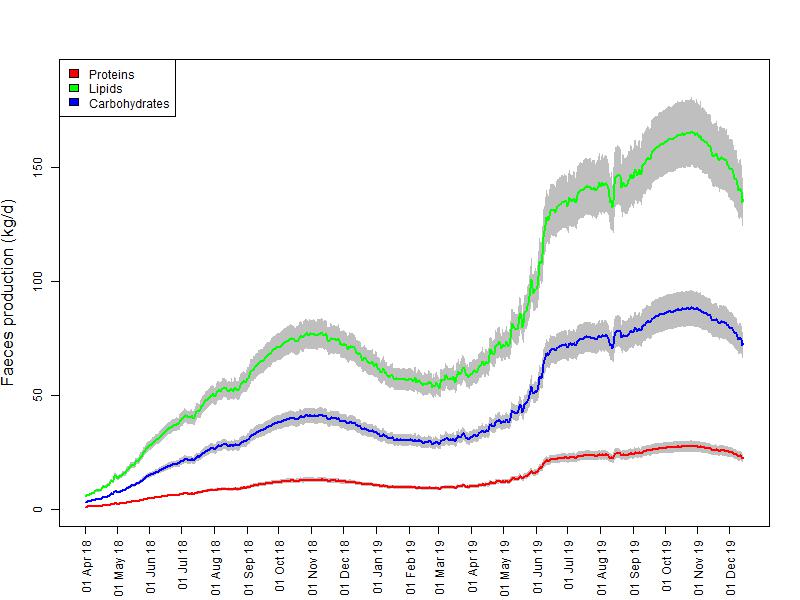 Proteins
Lipids
Carbohydrates
Faeces production (kg/d)
150
100
50
0
01 Apr 18
01 May 18
01 Jun 18
01 Jul 18
01 Aug 18
01 Sep 18
01 Oct 18
01 Nov 18
01 Dec 18
01 Jan 19
01 Feb 19
01 Mar 19
01 Apr 19
01 May 19
01 Jun 19
01 Jul 19
01 Aug 19
01 Sep 19
01 Oct 19
01 Nov 19
01 Dec 19